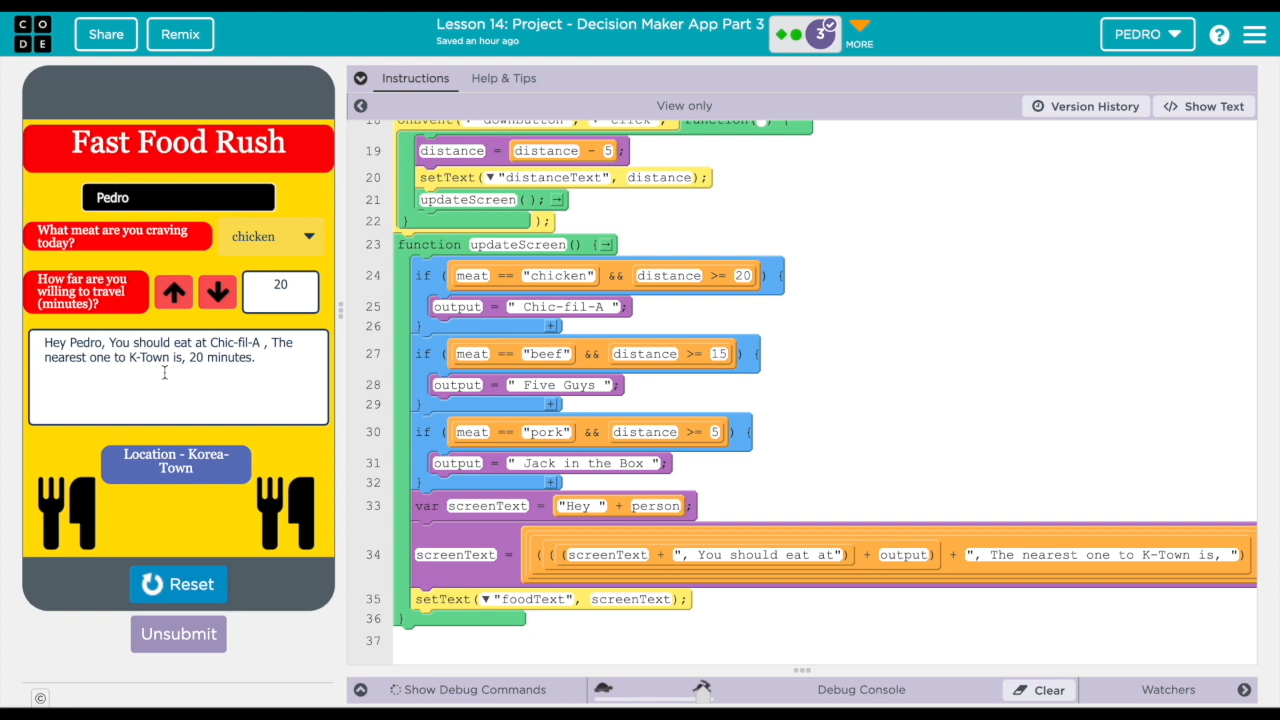 CODE
Share
Remix
Lesson 14: Project - Decision Maker App Part 3
Saved an hour ago
3
MORE
PEDRO
?
Instructions
Help & Tips
View only
Version History
</> Show Text
Fast Food Rush
Pedro
What meat are you craving
today?
chicken
How far are you
willing to travel
(minutes)?
20
Hey Pedro, You should eat at Chic-fil-A , The
nearest one to K-Town is, 20 minutes.
Location - Korea-
Town
Reset
Unsubmit
©
18 onEvent(▼"downButton", ▼"click", function( ) {
19 distance = distance - 5;
20 setText(▼"distanceText", distance);
21 updateScreen();
22 } );
23 function updateScreen() {
24 if (meat == "chicken" && distance >= 20) {
25 output = " Chic-fil-A ";
26 }
27 if (meat == "beef" && distance >= 15) {
28 output = " Five Guys ";
29 }
30 if (meat == "pork" && distance >= 5) {
31 output = " Jack in the Box ";
32 }
33 var screenText = "Hey " + person;
34 screenText = (((screenText + ", You should eat at") + output) + ", The nearest one to K-Town is, ")
35 setText(▼"foodText", screenText);
36 }
37
Show Debug Commands
Debug Console
Clear
Watchers